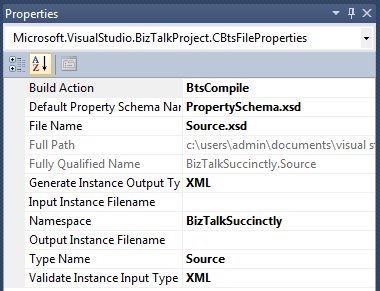 Properties
Microsoft.VisualStudio.BizTalkProject.CBtsFileProperties
Build Action BtsCompile
Default Property Schema Nar PropertySchema.xsd
File Name Source.xsd
Full Path c:\users\admin\documents\visual st
Fully Qualified Name BizTalkSuccinctly.Source
Generate Instance Output Ty XML
Input Instance Filename
Namespace BizTalkSuccinctly
Output Instance Filename
Type Name Source
Validate Instance Input Type XML